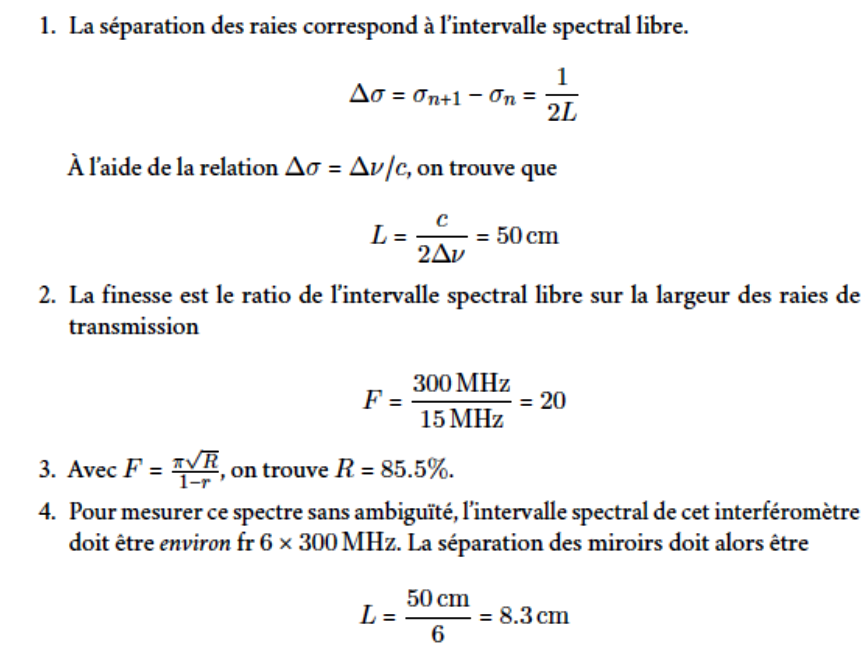 1. La séparation des raies correspond à l'intervalle spectral libre.
Δσ = σₙ₊₁ − σₙ = 1/2L
À l'aide de la relation Δσ = Δν/c, on trouve que
L = c/2Δν = 50 cm
2. La finesse est le ratio de l'intervalle spectral libre sur la largeur des raies de
transmission
F = 300 MHz/15 MHz = 20
3. Avec F = π√R/1−r, on trouve R = 85.5%.
4. Pour mesurer ce spectre sans ambiguïté, l'intervalle spectral de cet interféromètre
doit être environ fr 6 × 300 MHz. La séparation des miroirs doit alors être
L = 50 cm/6 = 8.3 cm